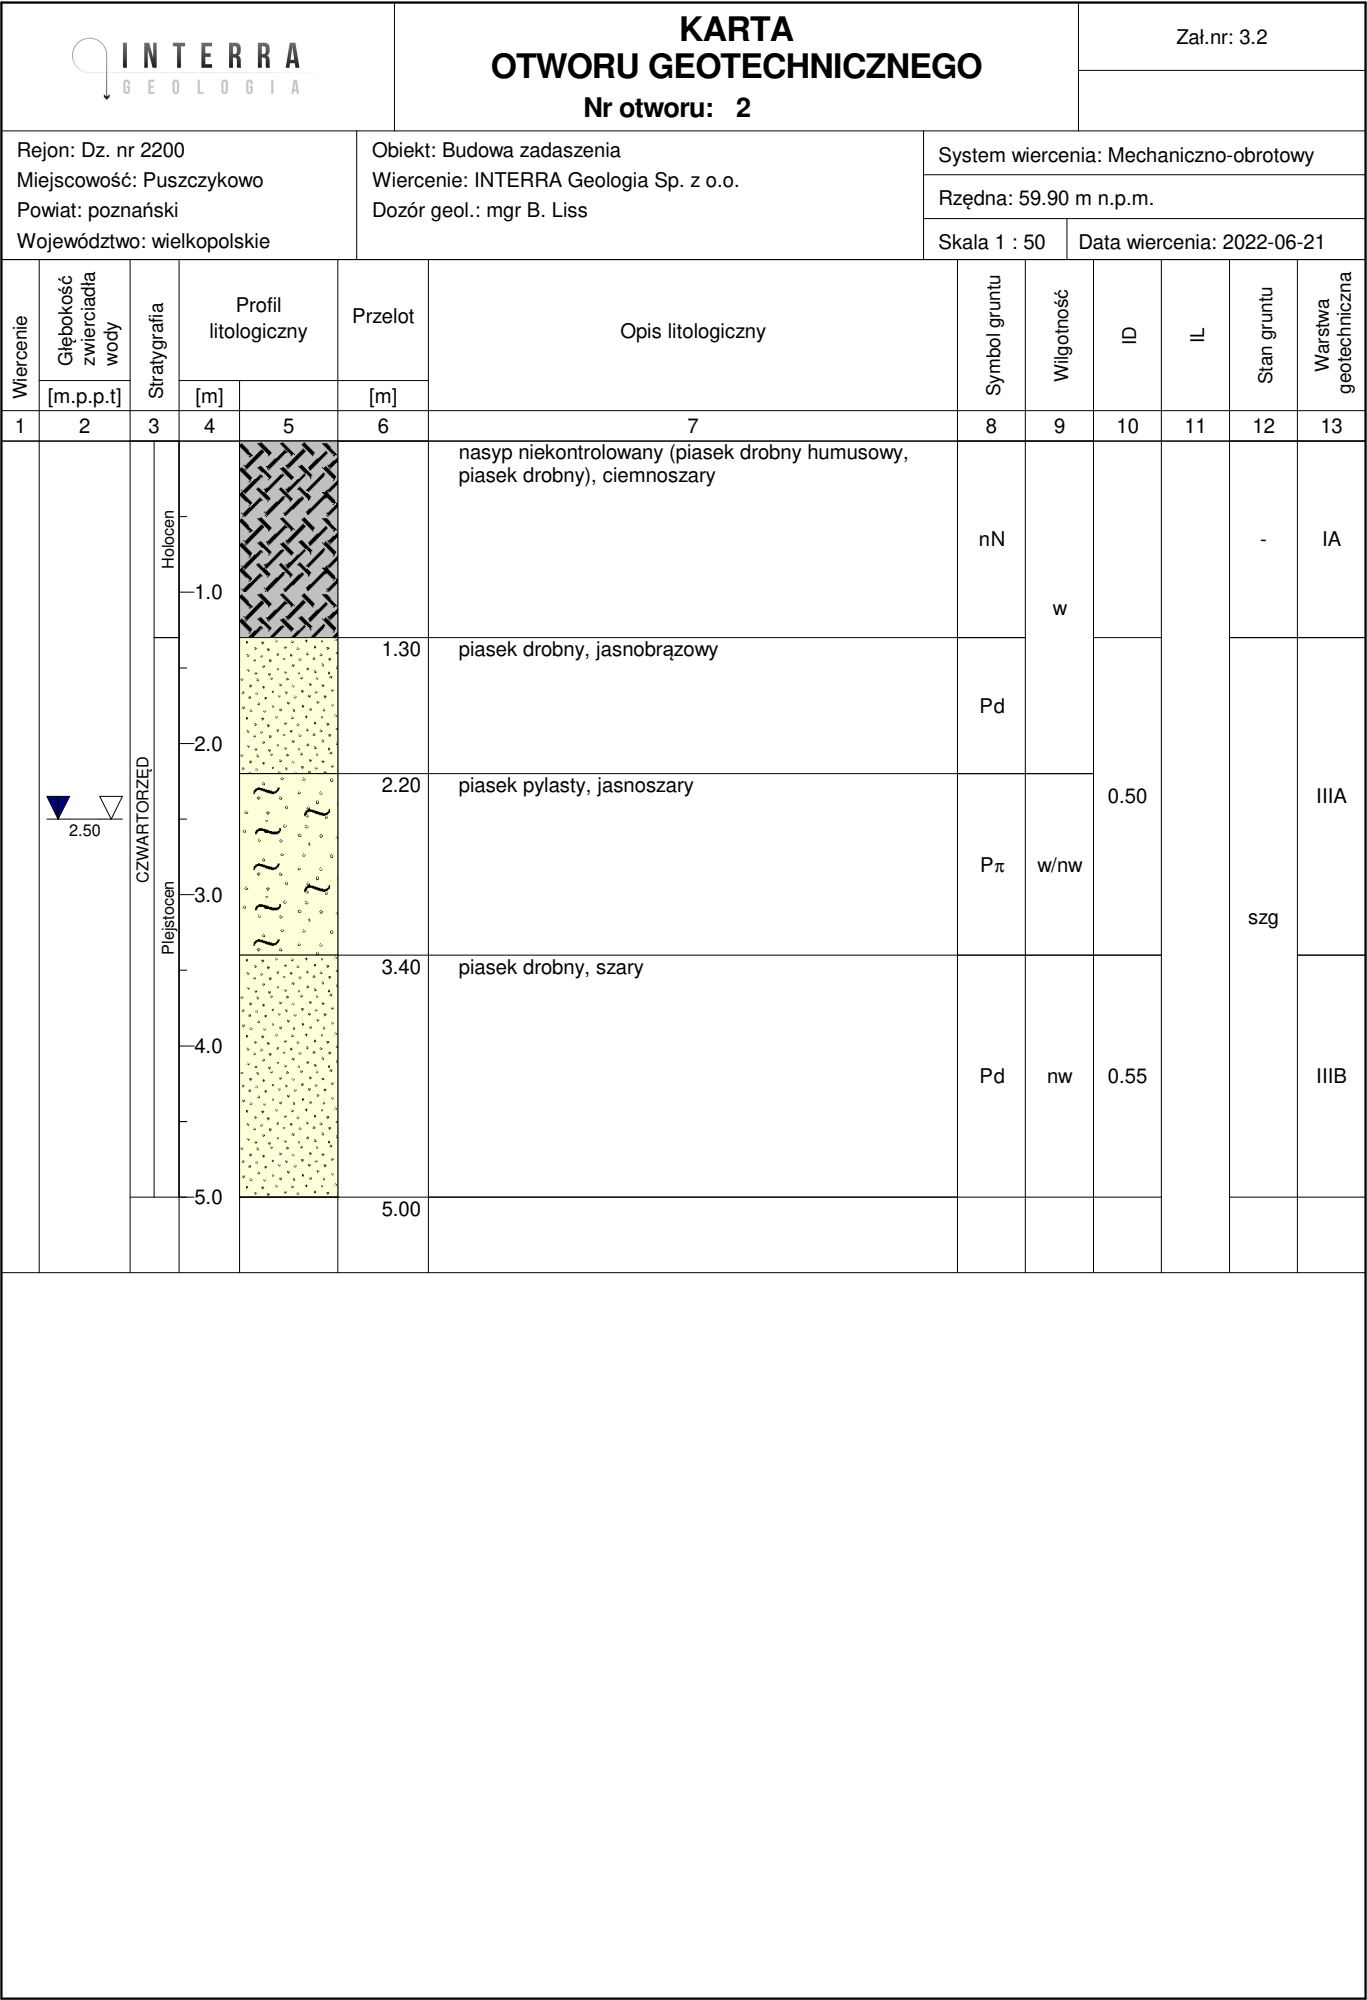 INTERRA
GEOLOGIA
KARTA
OTWORU GEOTECHNICZNEGO
Nr otworu: 2
Zał.nr: 3.2
Rejon: Dz. nr 2200
Miejscowość: Puszczykowo
Powiat: poznański
Województwo: wielkopolskie
Obiekt: Budowa zadaszenia
Wiercenie: INTERRA Geologia Sp. z o.o.
Dozór geol.: mgr B. Liss
System wiercenia: Mechaniczno-obrotowy
Rzędna: 59.90 m n.p.m.
Skala 1 : 50
Data wiercenia: 2022-06-21
Wiercenie
Głębokość
zwierciadła
wody
[m.p.p.t]
Stratygrafia
Profil
litologiczny
[m]
Przelot
[m]
Opis litologiczny
Symbol gruntu
Wilgotność
ID
IL
Stan gruntu
Warstwa
geotechniczna
1 2 3 4 5 6 7 8 9 10 11 12 13
nasyp niekontrolowany (piasek drobny humusowy,
piasek drobny), ciemnoszary
Holocen
nN
-
IA
1.0
w
1.30
piasek drobny, jasnobrązowy
Pd
2.0
2.20
piasek pylasty, jasnoszary
0.50
IIIA
2.50
CZWARTORZĘD
Pπ
w/nw
3.0
Plejstocen
szg
3.40
piasek drobny, szary
4.0
Pd
nw
0.55
IIIB
5.0
5.00